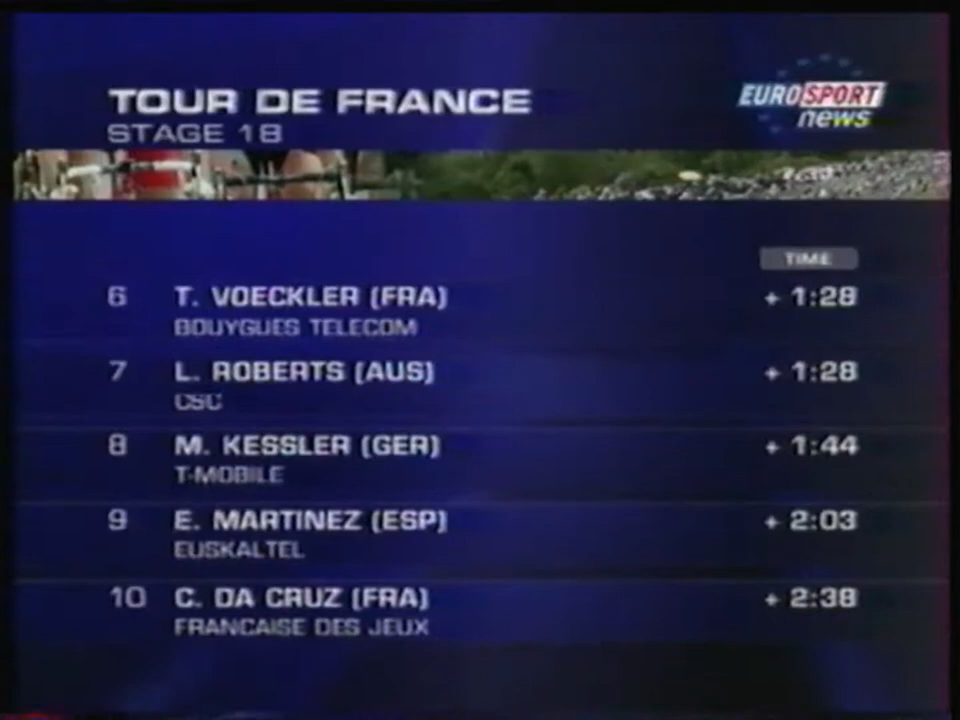 TOUR DE FRANCE
STAGE 18
EUROSPORT
news
TIME
6 T. VOECKLER (FRA) + 1:28
BOUYGUES TELECOM
7 L. ROBERTS (AUS) + 1:28
CSC
8 M. KESSLER (GER) + 1:44
T-MOBILE
9 E. MARTINEZ (ESP) + 2:03
EUSKALTEL
10 C. DA CRUZ (FRA) + 2:38
FRANCAISE DES JEUX